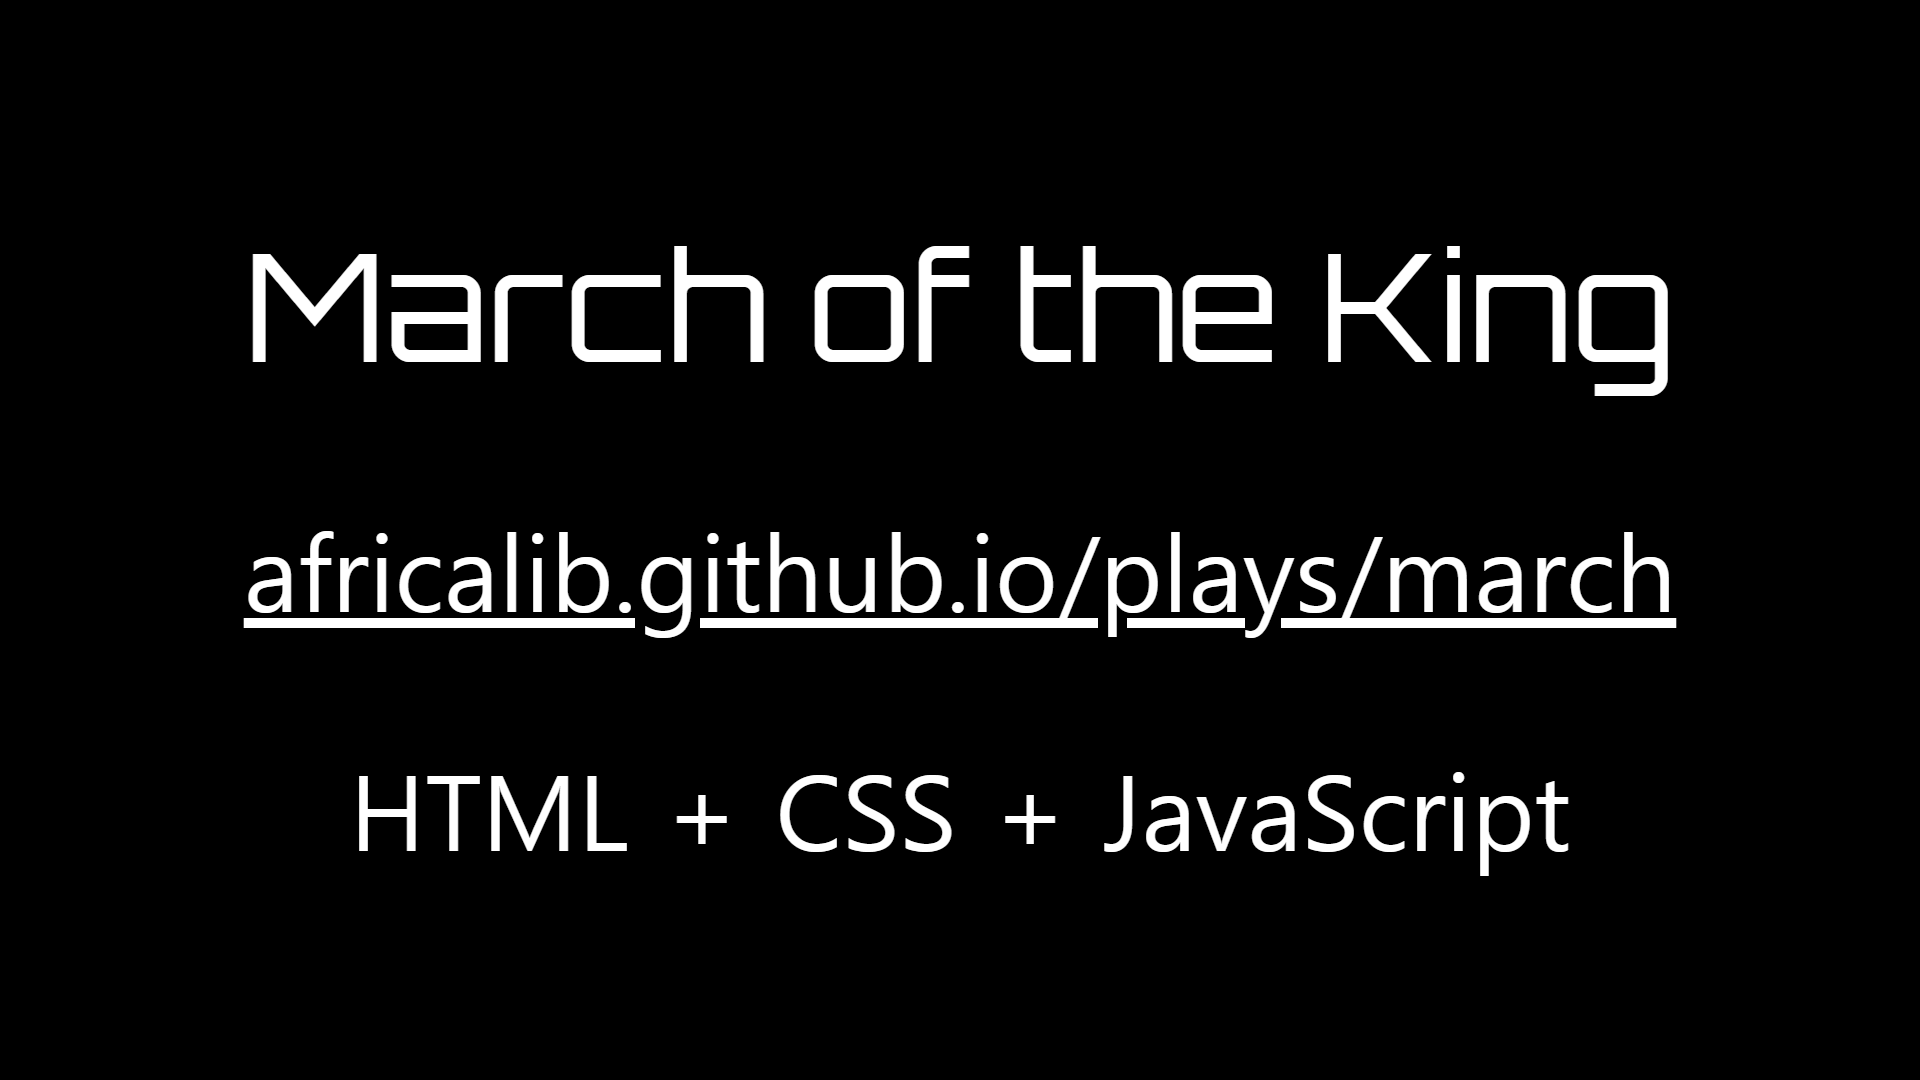 March of the King
africalib.github.io/plays/march
HTML + CSS + JavaScript